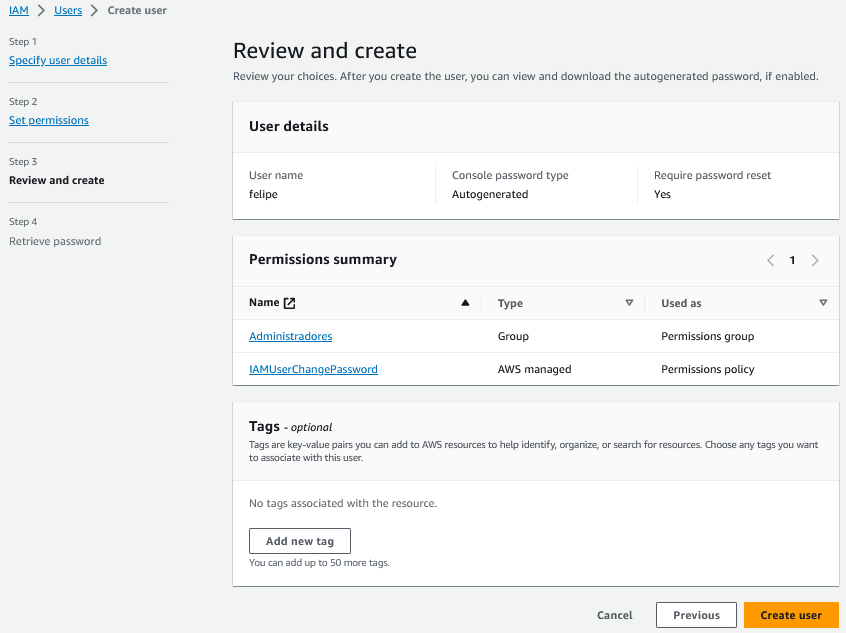 IAM > Users > Create user
Step 1
Specify user details
Step 2
Set permissions
Step 3
Review and create
Step 4
Retrieve password
Review and create
Review your choices. After you create the user, you can view and download the autogenerated password, if enabled.
User details
User name
felipe
Console password type
Autogenerated
Require password reset
Yes
Permissions summary
1
Name Type Used as
Administradores Group Permissions group
IAMUserChangePassword AWS managed Permissions policy
Tags - optional
Tags are key-value pairs you can add to AWS resources to help identify, organize, or search for resources. Choose any tags you want
to associate with this user.
No tags associated with the resource.
Add new tag
You can add up to 50 more tags.
Cancel Previous Create user